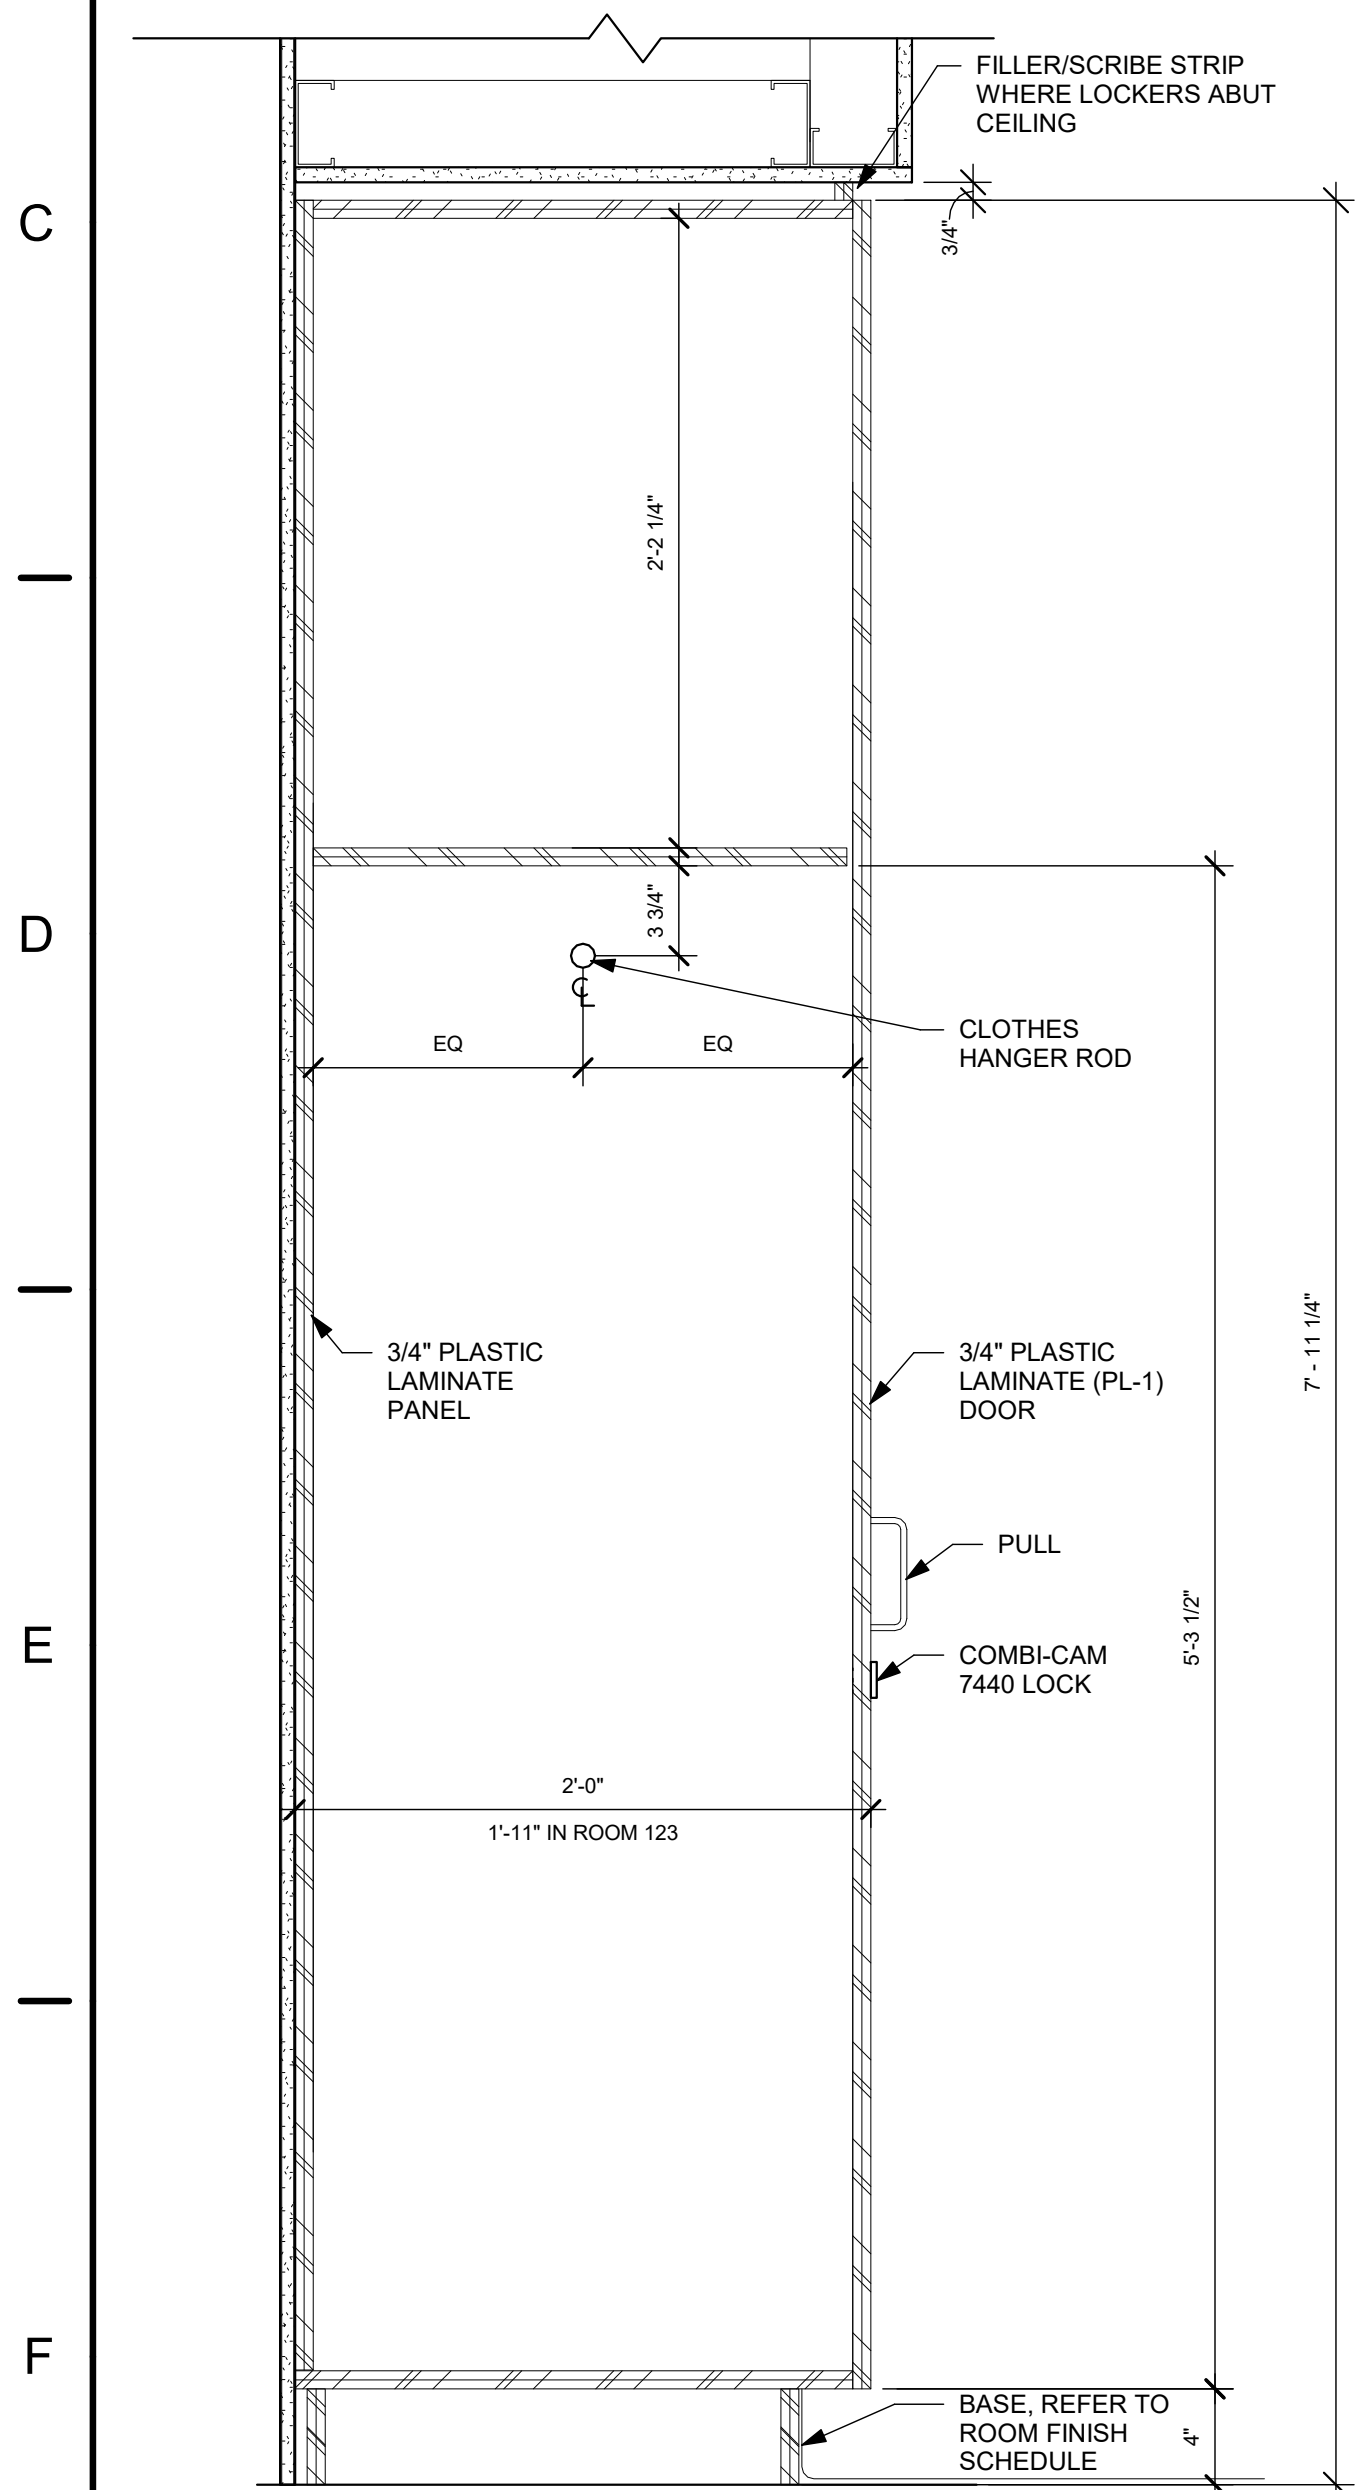 FILLER/SCRIBE STRIP
WHERE LOCKERS ABUT
CEILING
C
3/4"
2'-2 1/4"
D
3 3/4"
CL
CLOTHES
HANGER ROD
EQ
EQ
3/4" PLASTIC
LAMINATE
PANEL
3/4" PLASTIC
LAMINATE (PL-1)
DOOR
7' - 11 1/4"
PULL
E
5'-3 1/2"
COMBI-CAM
7440 LOCK
2'-0"
1'-11" IN ROOM 123
F
BASE, REFER TO
ROOM FINISH
SCHEDULE
4"